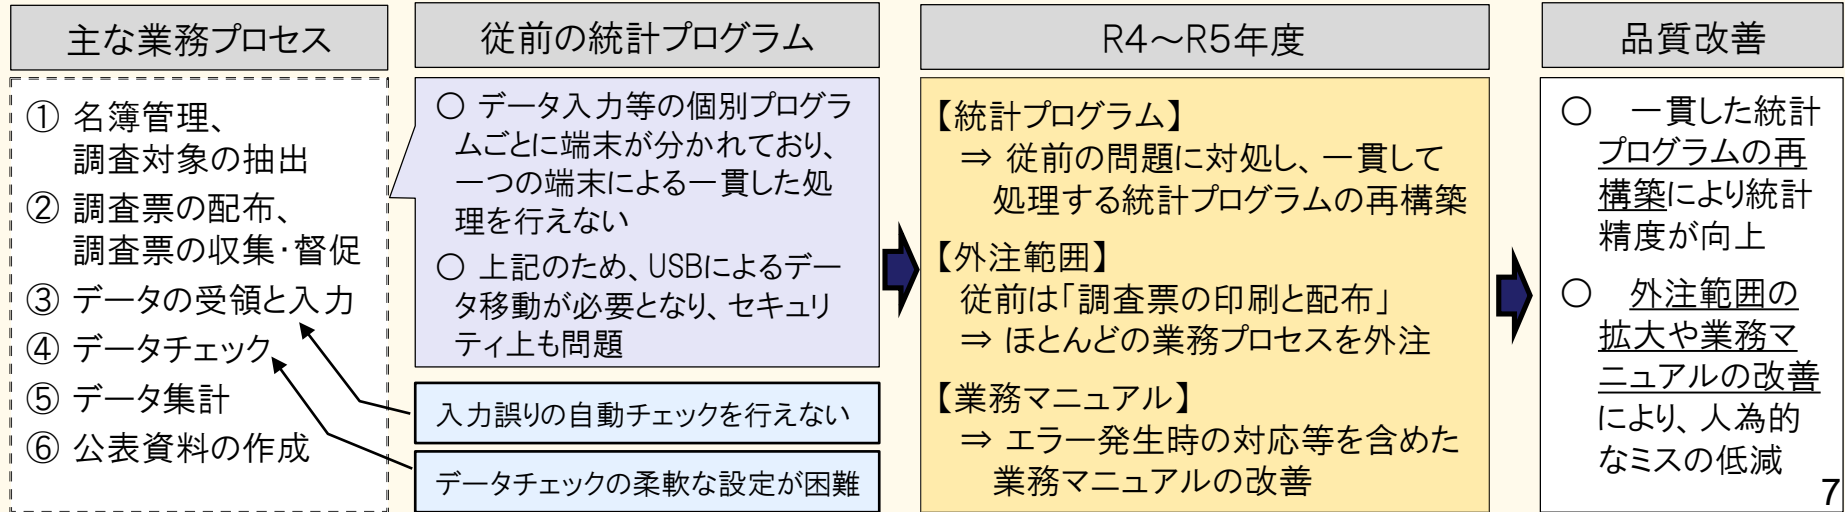 主な業務プロセス
① 名簿管理、
調査対象の抽出
② 調査票の配布、
調査票の収集・督促
③ データの受領と入力
④ データチェック
⑤ データ集計
⑥ 公表資料の作成
従前の統計プログラム
〇 データ入力等の個別プログラ
ムごとに端末が分かれており、
一つの端末による一貫した処
理を行えない
〇 上記のため、USBによるデー
タ移動が必要となり、セキュリ
ティ上も問題
入力誤りの自動チェックを行えない
データチェックの柔軟な設定が困難
R4～R5年度
【統計プログラム】
⇒ 従前の問題に対処し、一貫して
処理する統計プログラムの再構築
【外注範囲】
従前は「調査票の印刷と配布」
⇒ ほとんどの業務プロセスを外注
【業務マニュアル】
⇒ エラー発生時の対応等を含めた
業務マニュアルの改善
品質改善
〇 一貫した統計
プログラムの再
構築により統計
精度が向上
〇 外注範囲の
拡大や業務マ
ニュアルの改善
により、人為的
なミスの低減
7